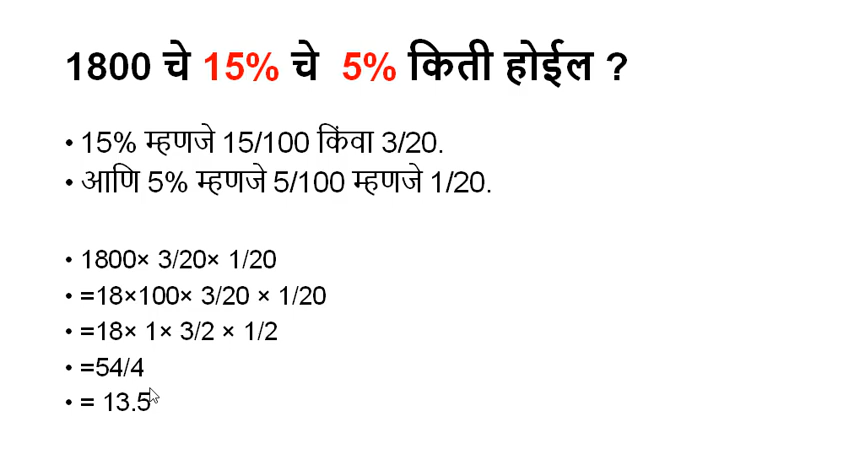 1800 चे 15% चे 5% किती होईल ?
• 15% म्हणजे 15/100 किंवा 3/20.
• आणि 5% म्हणजे 5/100 म्हणजे 1/20.
• 1800× 3/20× 1/20
• =18×100× 3/20 × 1/20
• =18× 1× 3/2 × 1/2
• =54/4
• = 13.5